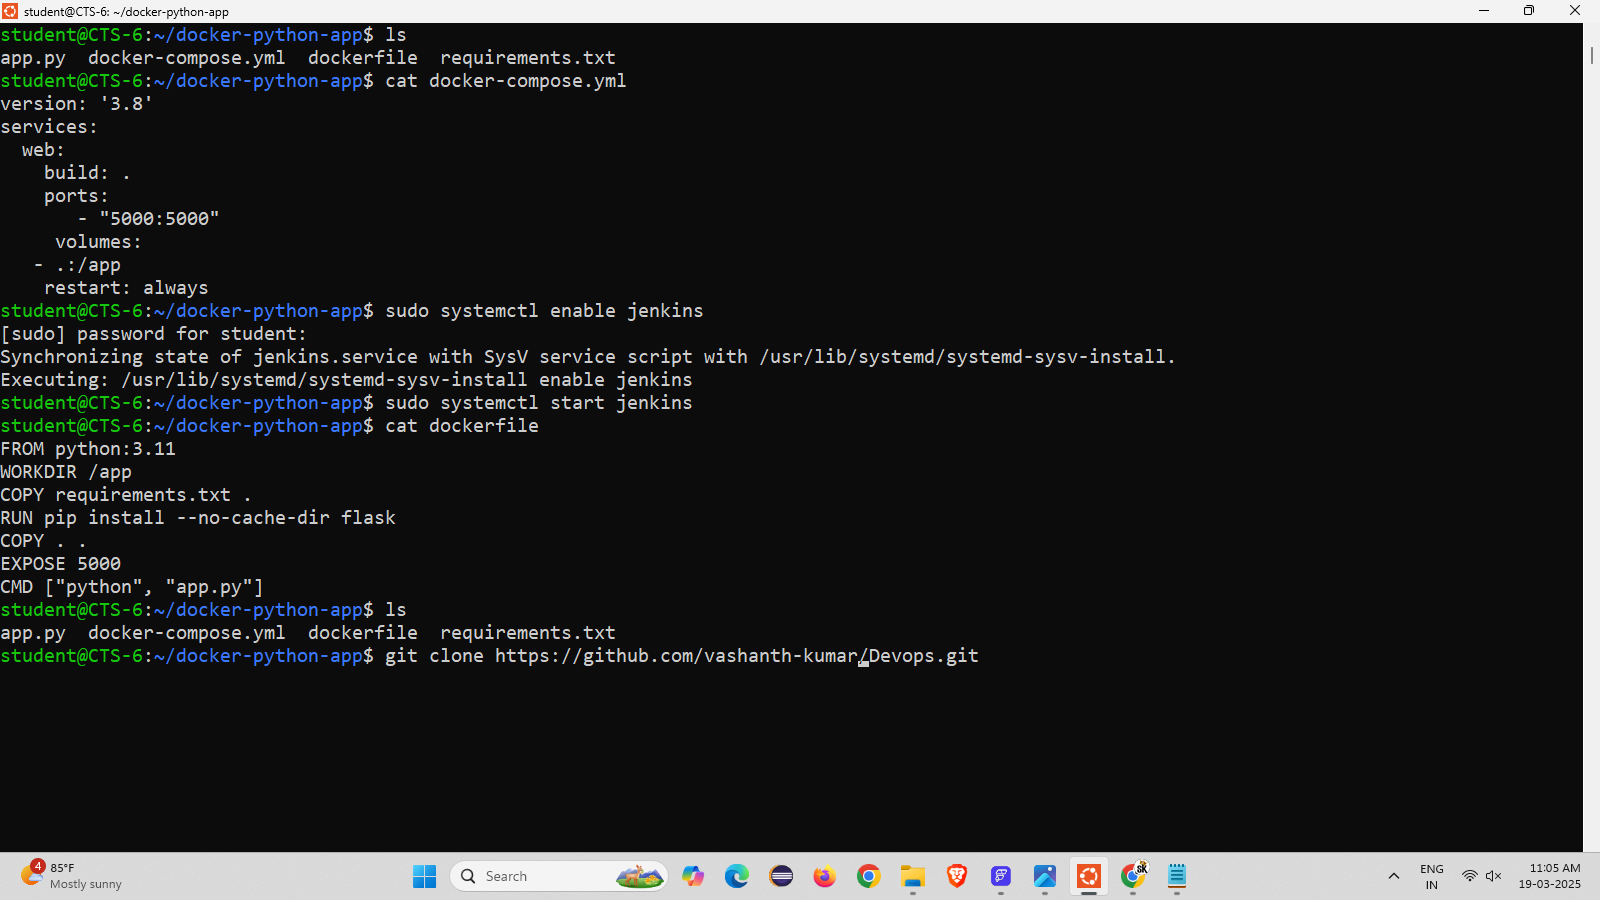 student@CTS-6: ~/docker-python-app
student@CTS-6:~/docker-python-app$ ls
app.py  docker-compose.yml  dockerfile  requirements.txt
student@CTS-6:~/docker-python-app$ cat docker-compose.yml
version: '3.8'
services:
  web:
    build: .
    ports:
       - "5000:5000"
     volumes:
   - .:/app
    restart: always
student@CTS-6:~/docker-python-app$ sudo systemctl enable jenkins
[sudo] password for student:
Synchronizing state of jenkins.service with SysV service script with /usr/lib/systemd/systemd-sysv-install.
Executing: /usr/lib/systemd/systemd-sysv-install enable jenkins
student@CTS-6:~/docker-python-app$ sudo systemctl start jenkins
student@CTS-6:~/docker-python-app$ cat dockerfile
FROM python:3.11
WORKDIR /app
COPY requirements.txt .
RUN pip install --no-cache-dir flask
COPY . .
EXPOSE 5000
CMD ["python", "app.py"]
student@CTS-6:~/docker-python-app$ ls
app.py  docker-compose.yml  dockerfile  requirements.txt
student@CTS-6:~/docker-python-app$ git clone https://github.com/vashanth-kumar/Devops.git
4
85°F
Mostly sunny
Search
SK
ENG
IN
11:05 AM
19-03-2025